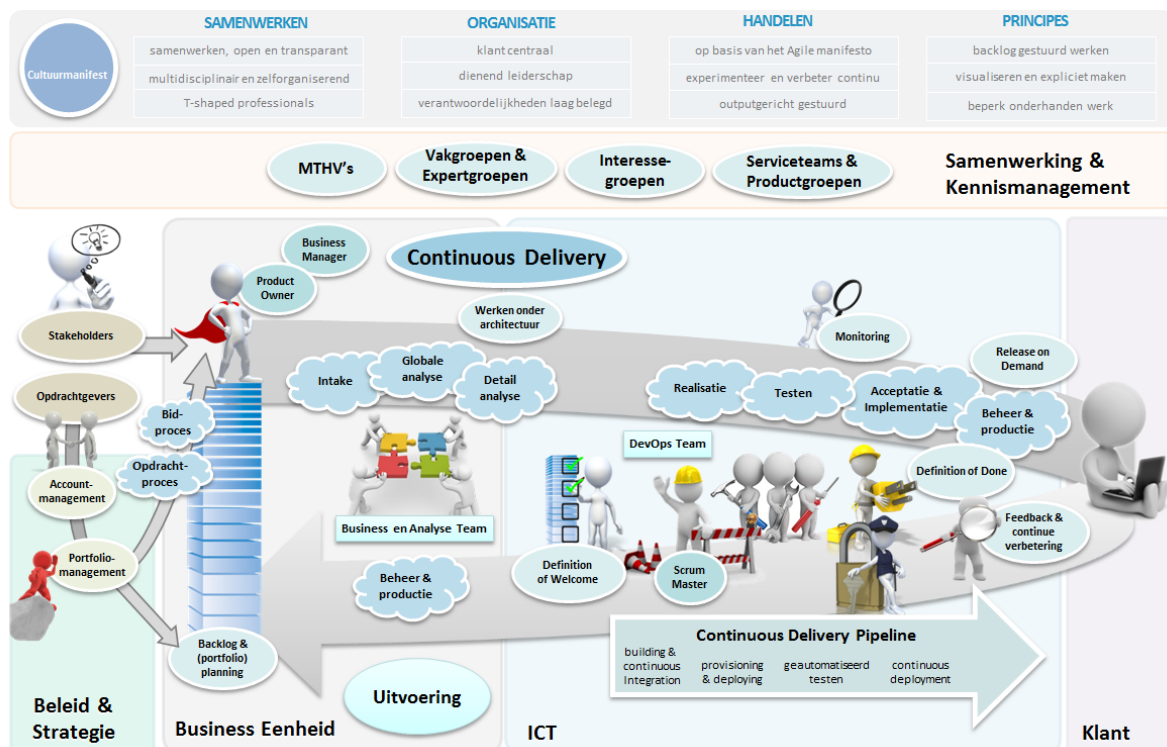 Cultuurmanifest
SAMENWERKEN
samenwerken, open en transparant
multidisciplinair en zelforganiserend
T-shaped professionals
ORGANISATIE
klant centraal
dienend leiderschap
verantwoordelijkheden laag belegd
HANDELEN
op basis van het Agile manifesto
experimenteer en verbeter continu
outputgericht gestuurd
PRINCIPES
backlog gestuurd werken
visualiseren en expliciet maken
beperk onderhanden werk
MTHV's
Vakgroepen &
Expertgroepen
Interesse-
groepen
Serviceteams &
Productgroepen
Samenwerking &
Kennismanagement
Business
Manager
Product
Owner
Continuous Delivery
Stakeholders
Opdrachtgevers
Bid-
proces
Opdracht-
proces
Account-
management
Portfolio-
management
Backlog &
(portfolio)
planning
Werken onder
architectuur
Intake
Globale
analyse
Detail
analyse
Business en Analyse Team
Beheer &
productie
Monitoring
Release on
Demand
Realisatie
Testen
Acceptatie &
Implementatie
Beheer &
productie
DevOps Team
Definition of Done
Feedback &
continue
verbetering
Definition
of Welcome
Scrum
Master
Continuous Delivery Pipeline
building &
continuous
Integration
provisioning
& deploying
geautomatiseerd
testen
continuous
deployment
Uitvoering
Beleid &
Strategie
Business Eenheid
ICT
Klant